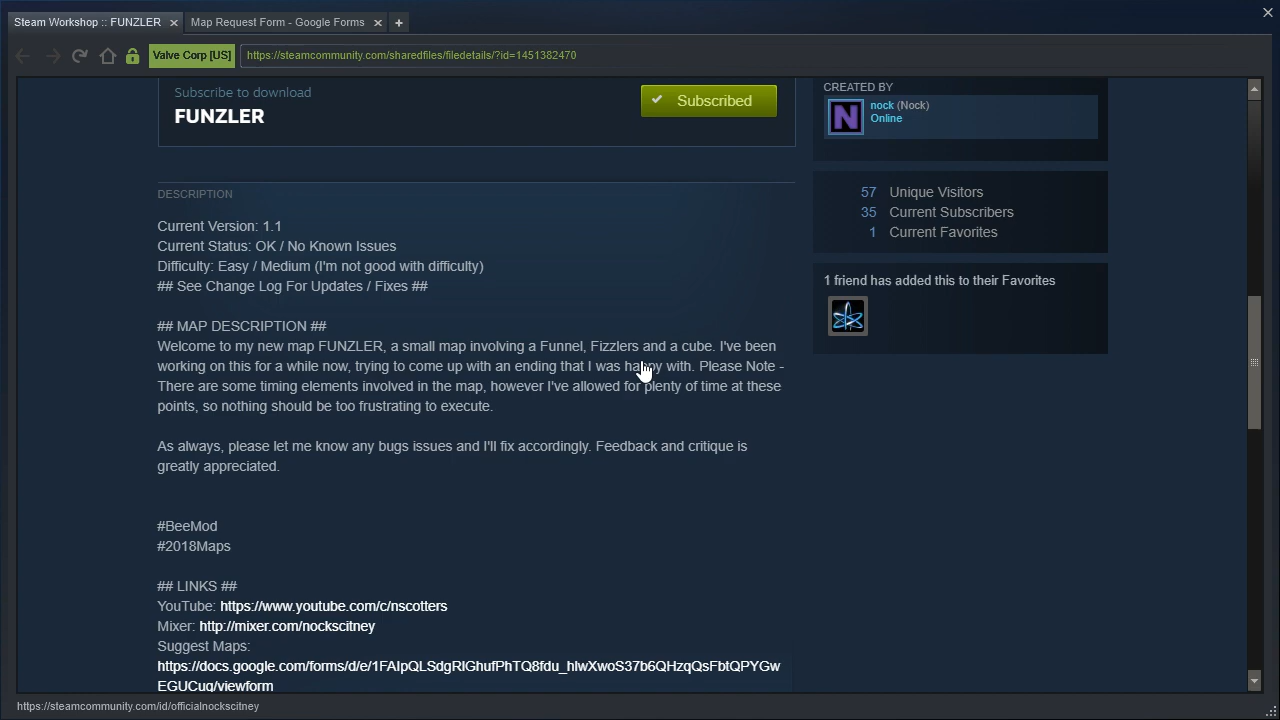 Steam Workshop :: FUNZLER
Map Request Form - Google Forms
Valve Corp [US]
https://steamcommunity.com/sharedfiles/filedetails/?id=1451382470
Subscribe to download
FUNZLER
Subscribed
CREATED BY
N
nock (Nock)
Online
57 Unique Visitors
35 Current Subscribers
1 Current Favorites
1 friend has added this to their Favorites
DESCRIPTION
Current Version: 1.1
Current Status: OK / No Known Issues
Difficulty: Easy / Medium (I'm not good with difficulty)
## See Change Log For Updates / Fixes ##
## MAP DESCRIPTION ##
Welcome to my new map FUNZLER, a small map involving a Funnel, Fizzlers and a cube. I've been
working on this for a while now, trying to come up with an ending that I was happy with. Please Note -
There are some timing elements involved in the map, however I've allowed for plenty of time at these
points, so nothing should be too frustrating to execute.
As always, please let me know any bugs issues and I'll fix accordingly. Feedback and critique is
greatly appreciated.
#BeeMod
#2018Maps
## LINKS ##
YouTube: https://www.youtube.com/c/nscotters
Mixer: http://mixer.com/nockscitney
Suggest Maps:
https://docs.google.com/forms/d/e/1FAIpQLSdgRIGhufPhTQ8fdu_hlwXwoS37b6QHzqQsFbtQPYGw
EGUCug/viewform
https://steamcommunity.com/id/officialnockscitney